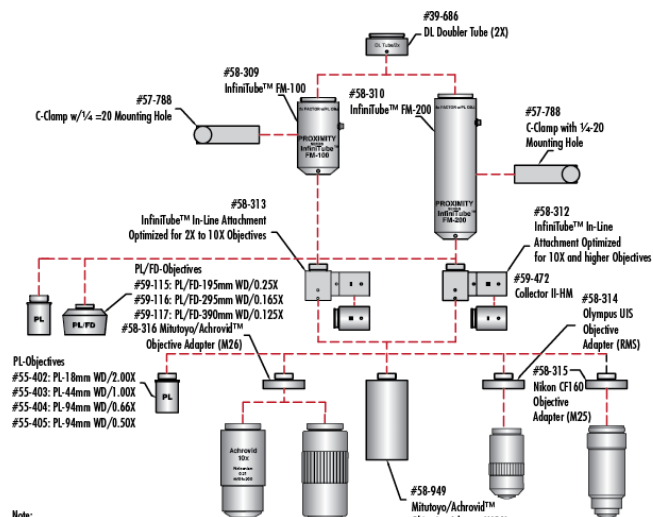 #39-686
DL Doubler Tube (2X)
DL Tube/2x
#58-309
InfiniTube™ FM-100
#58-310
InfiniTube™ FM-200
#57-788
C-Clamp w/¼ =20 Mounting Hole
PROXIMITY
InfiniTube™
FM-100
#57-788
C-Clamp with ¼-20
Mounting Hole
PROXIMITY
InfiniTube™
FM-200
#58-313
InfiniTube™ In-Line Attachment
Optimized for 2X to 10X Objectives
#58-312
InfiniTube™ In-Line
Attachment Optimized
for 10X and higher Objectives
#59-472
Collector II-HM
PL
PL/FD
PL/FD-Objectives
#59-115: PL/FD-195mm WD/0.25X
#59-116: PL/FD-295mm WD/0.165X
#59-117: PL/FD-390mm WD/0.125X
#58-316 Mitutoyo/Achrovid™
Objective Adapter (M26)
#58-314
Olympus UIS
Objective
Adapter (RMS)
PL-Objectives
#55-402: PL-18mm WD/2.00X
#55-403: PL-44mm WD/1.00X
#55-404: PL-94mm WD/0.66X
#55-405: PL-94mm WD/0.50X
PL
#58-315
Nikon CF160
Objective
Adapter (M25)
Achrovid
10x
#58-949
Mitutoyo/Achrovid™
Note: